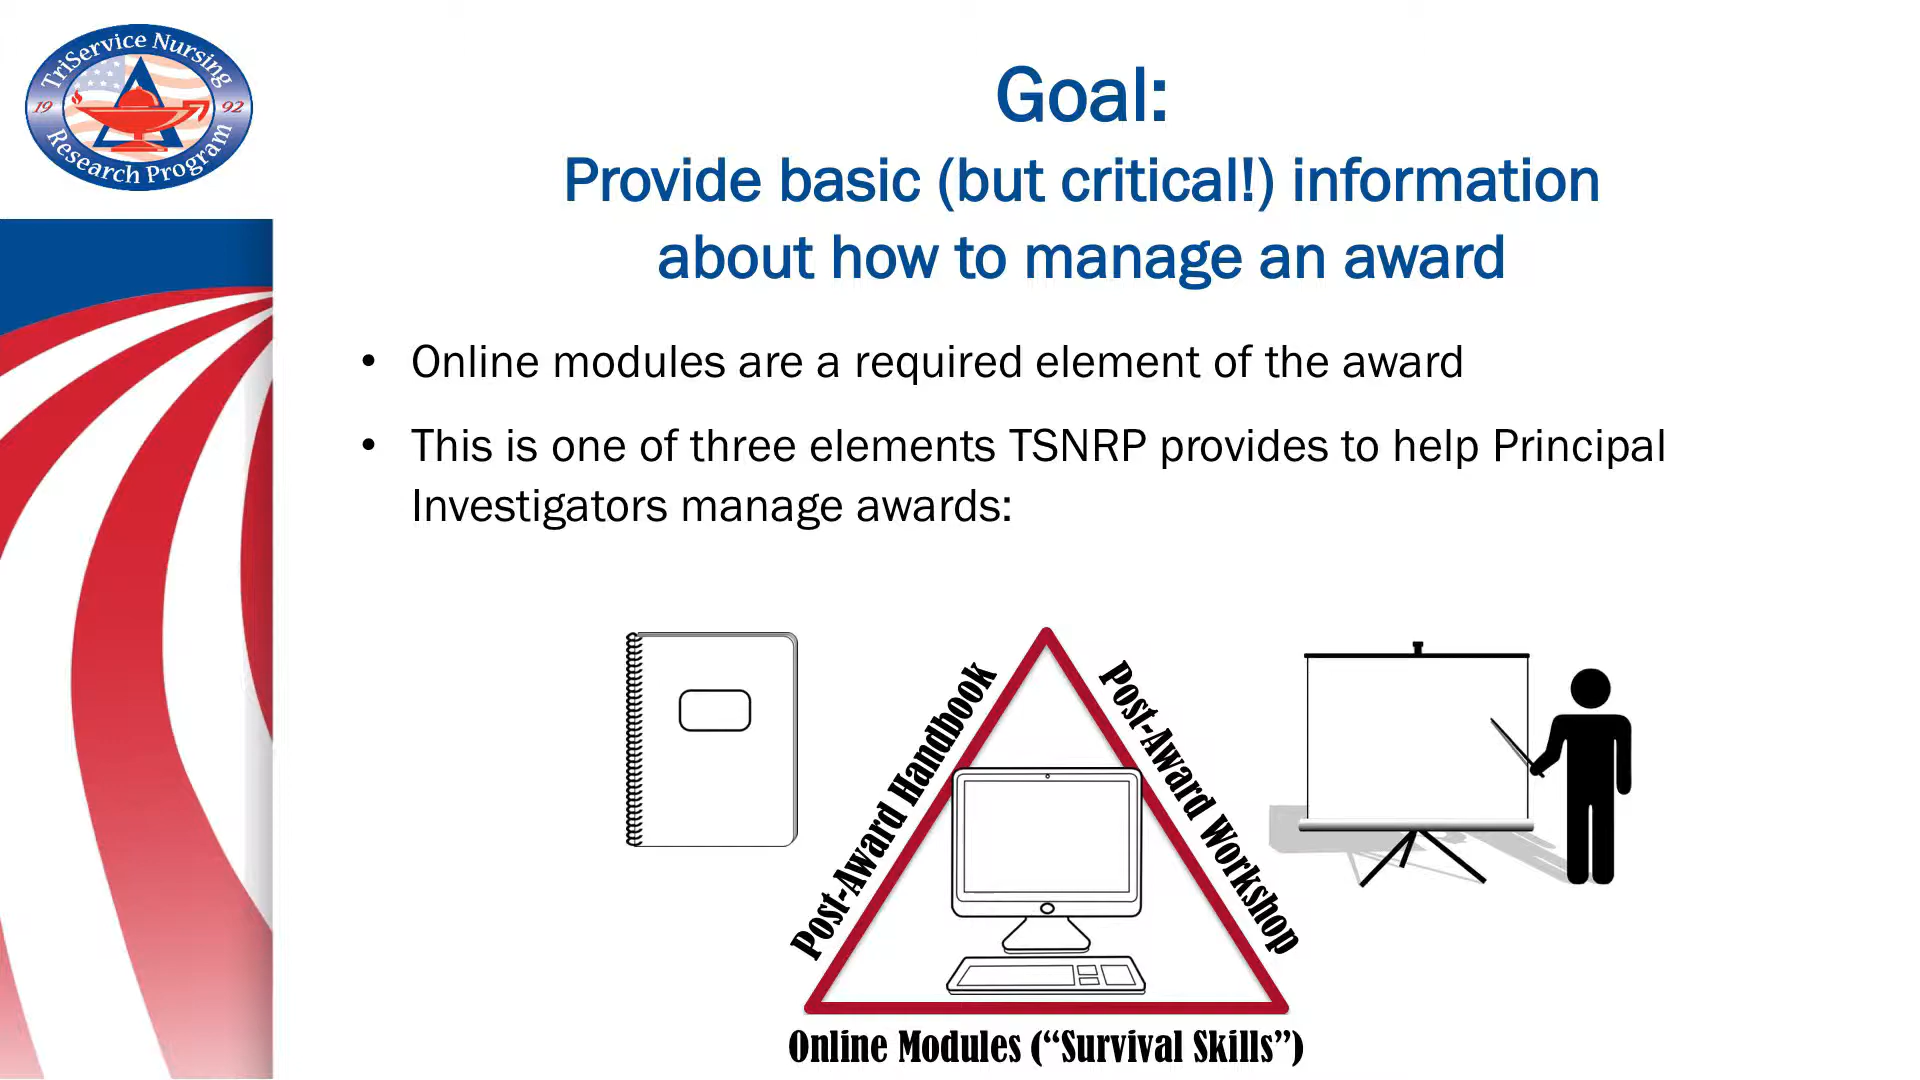 TriService Nursing
19 92
Research Program
Goal:
Provide basic (but critical!) information
about how to manage an award
• Online modules are a required element of the award
• This is one of three elements TSNRP provides to help Principal
Investigators manage awards:
Post-Award Handbook
Post-Award Workshop
Online Modules (“Survival Skills”)